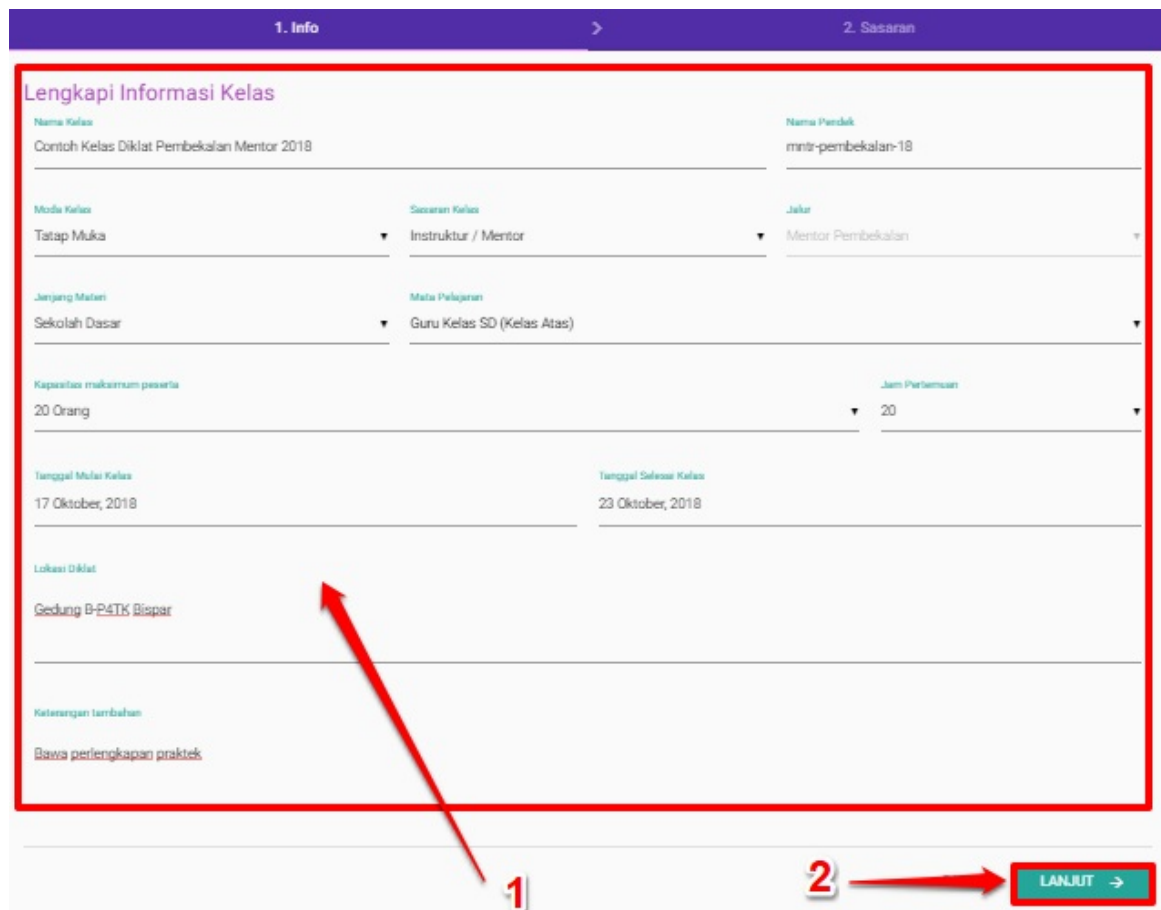 1. Info > 2. Sasaran
Lengkapi Informasi Kelas
Nama Kelas Nama Pendek
Contoh Kelas Diklat Pembekalan Mentor 2018 mntr-pembekalan-18
Moda Kelas Sasaran Kelas Jalur
Tatap Muka Instruktur / Mentor Mentor Pembekalan
Jenjang Materi Mata Pelajaran
Sekolah Dasar Guru Kelas SD (Kelas Atas)
Kapasitas maksimum peserta Jam Pertemuan
20 Orang 20
Tanggal Mulai Kelas Tanggal Selesai Kelas
17 Oktober, 2018 23 Oktober, 2018
Lokasi Diklat
Gedung B-P4TK Bispar
Keterangan tambahan
Bawa perlengkapan praktek
1 2 LANJUT →